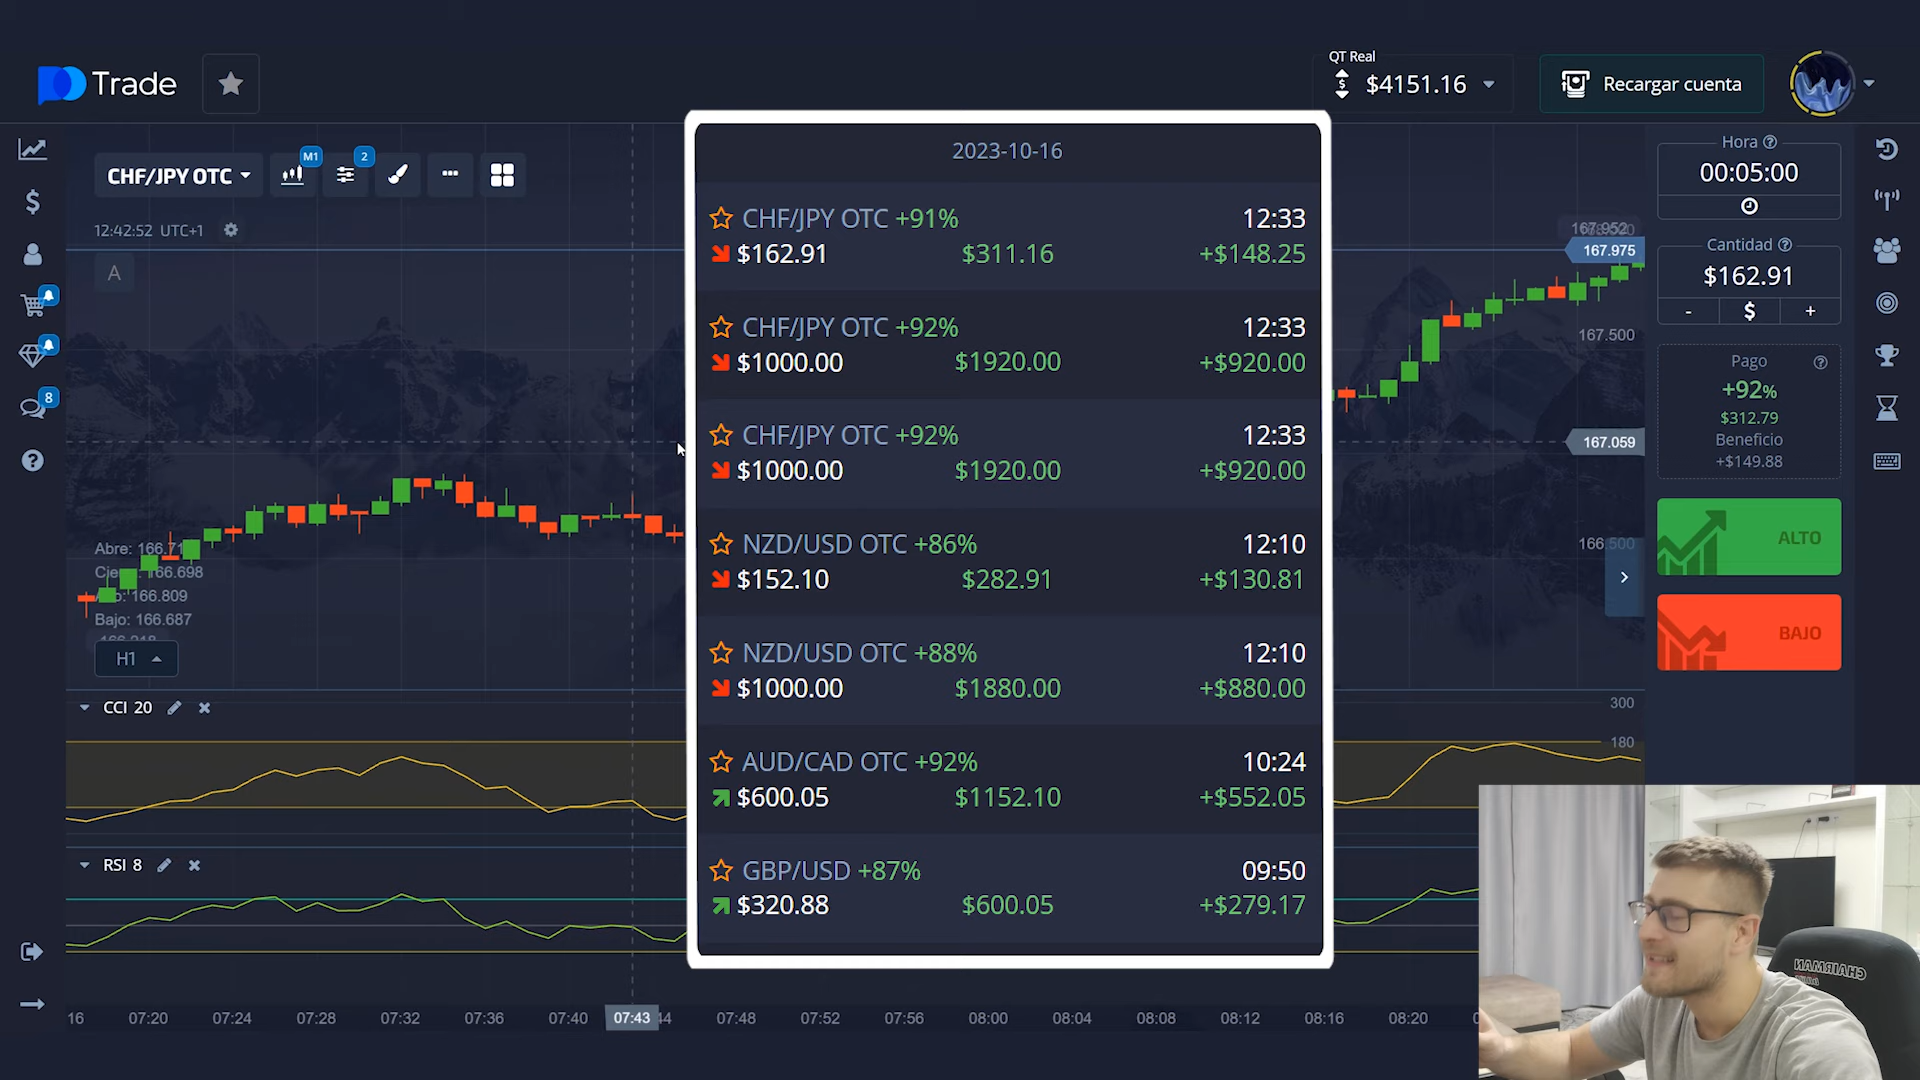 Trade
QT Real
$4151.16
Recargar cuenta
CHF/JPY OTC
M1
2
12:42:52 UTC+1
A
2023-10-16
CHF/JPY OTC +91% 12:33
$162.91 $311.16 +$148.25
CHF/JPY OTC +92% 12:33
$1000.00 $1920.00 +$920.00
CHF/JPY OTC +92% 12:33
$1000.00 $1920.00 +$920.00
NZD/USD OTC +86% 12:10
$152.10 $282.91 +$130.81
NZD/USD OTC +88% 12:10
$1000.00 $1880.00 +$880.00
AUD/CAD OTC +92% 10:24
$600.05 $1152.10 +$552.05
GBP/USD +87% 09:50
$320.88 $600.05 +$279.17
167.952
167.975
167.500
167.059
166.500
Hora
00:05:00
Cantidad
$162.91
- $ +
Pago
+92%
$312.79
Beneficio
+$149.88
ALTO
BAJO
8
Abre: 166.71
166.698
166.809
Bajo: 166.687
H1
CCI 20
300
180
RSI 8
16 07:20 07:24 07:28 07:32 07:36 07:40 07:43 07:48 07:52 07:56 08:00 08:04 08:08 08:12 08:16 08:20
CHAIRMAN